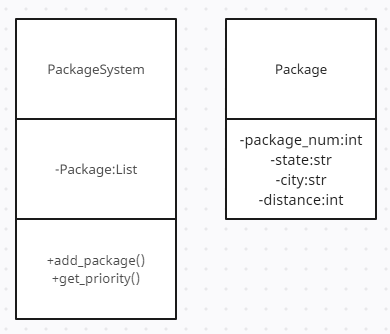 PackageSystem
-Package:List
+add_package()
+get_priority()
Package
-package_num:int
-state:str
-city:str
-distance:int